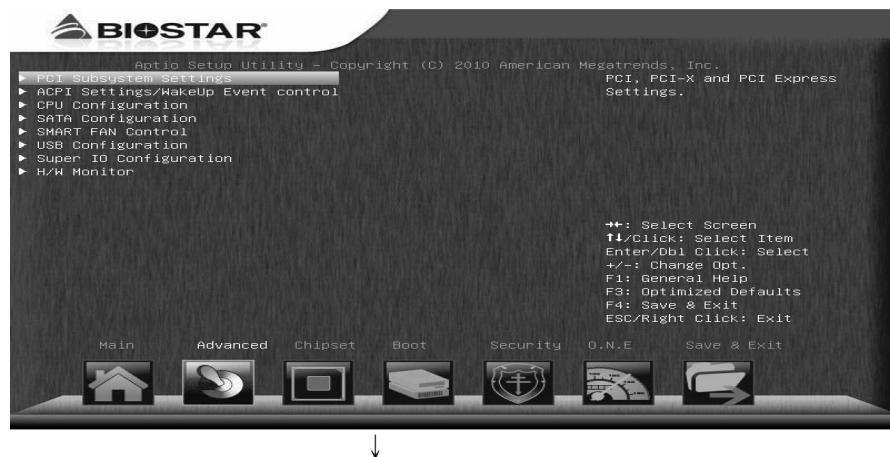 BIOSTAR®
Aptio Setup Utility – Copyright (C) 2010 American Megatrends, Inc.
▶ PCI Subsystem Settings
▶ ACPI Settings/WakeUp Event control
▶ CPU Configuration
▶ SATA Configuration
▶ SMART FAN Control
▶ USB Configuration
▶ Super IO Configuration
▶ H/W Monitor
PCI, PCI-X and PCI Express
Settings.
→←: Select Screen
↑↓/Click: Select Item
Enter/Dbl Click: Select
+/-: Change Opt.
F1: General Help
F3: Optimized Defaults
F4: Save & Exit
ESC/Right Click: Exit
Main Advanced Chipset Boot Security O.N.E Save & Exit